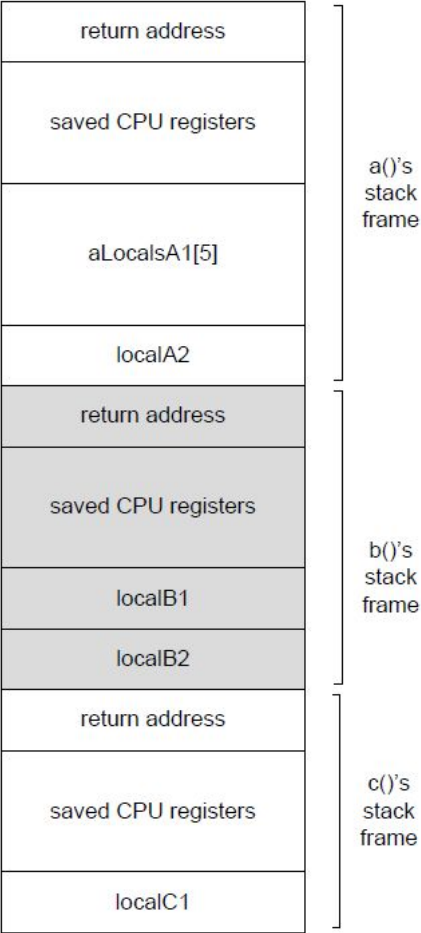 return address
saved CPU registers
a()'s
stack
frame
aLocalsA1[5]
localA2
return address
saved CPU registers
b()'s
stack
frame
localB1
localB2
return address
saved CPU registers
c()'s
stack
frame
localC1